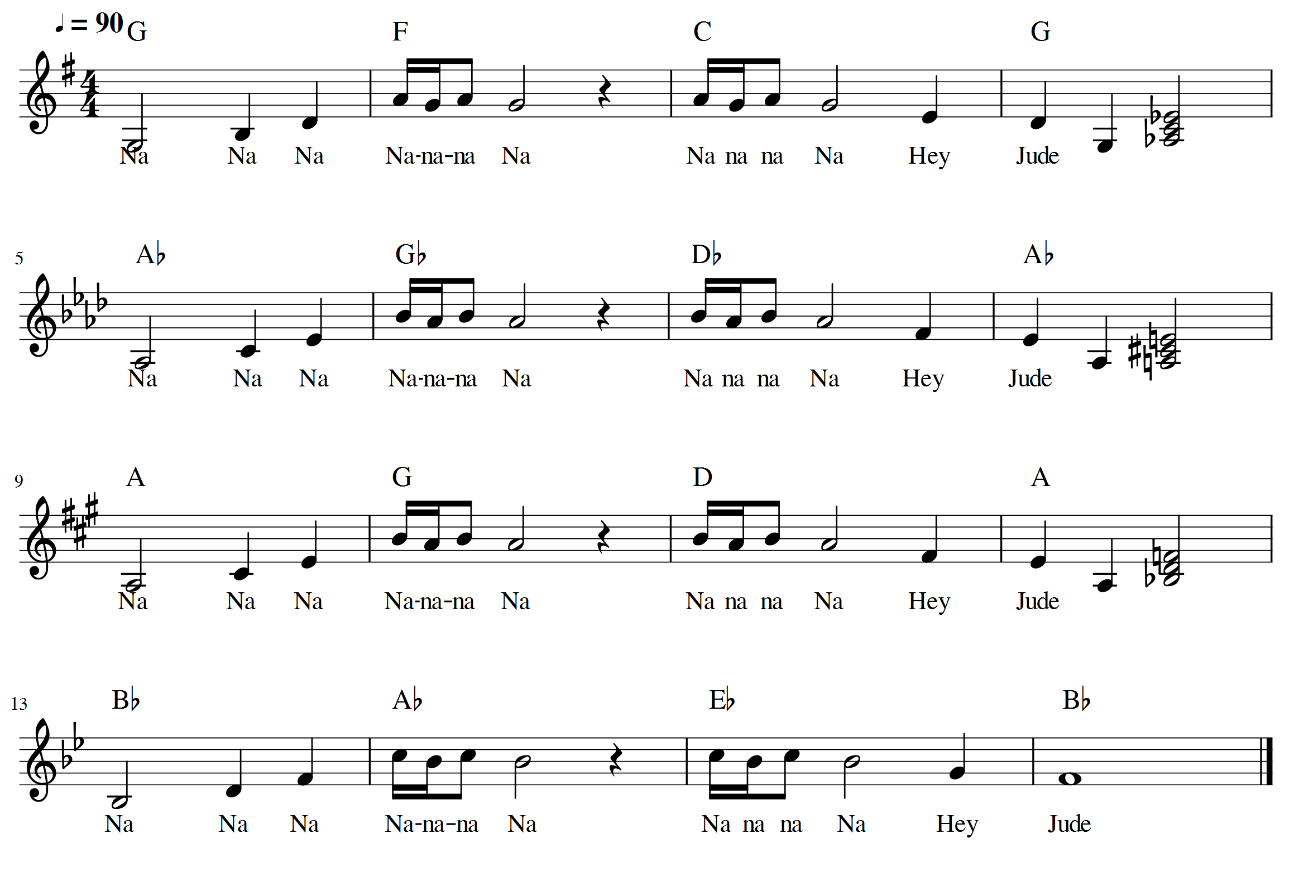 ♩ = 90
G F C G
Na Na Na Na-na-na Na Na na na Na Hey Jude
5
A♭ G♭ D♭ A♭
Na Na Na Na-na-na Na Na na na Na Hey Jude
9
A G D A
Na Na Na Na-na-na Na Na na na Na Hey Jude
13
B♭ A♭ E♭ B♭
Na Na Na Na-na-na Na Na na na Na Hey Jude